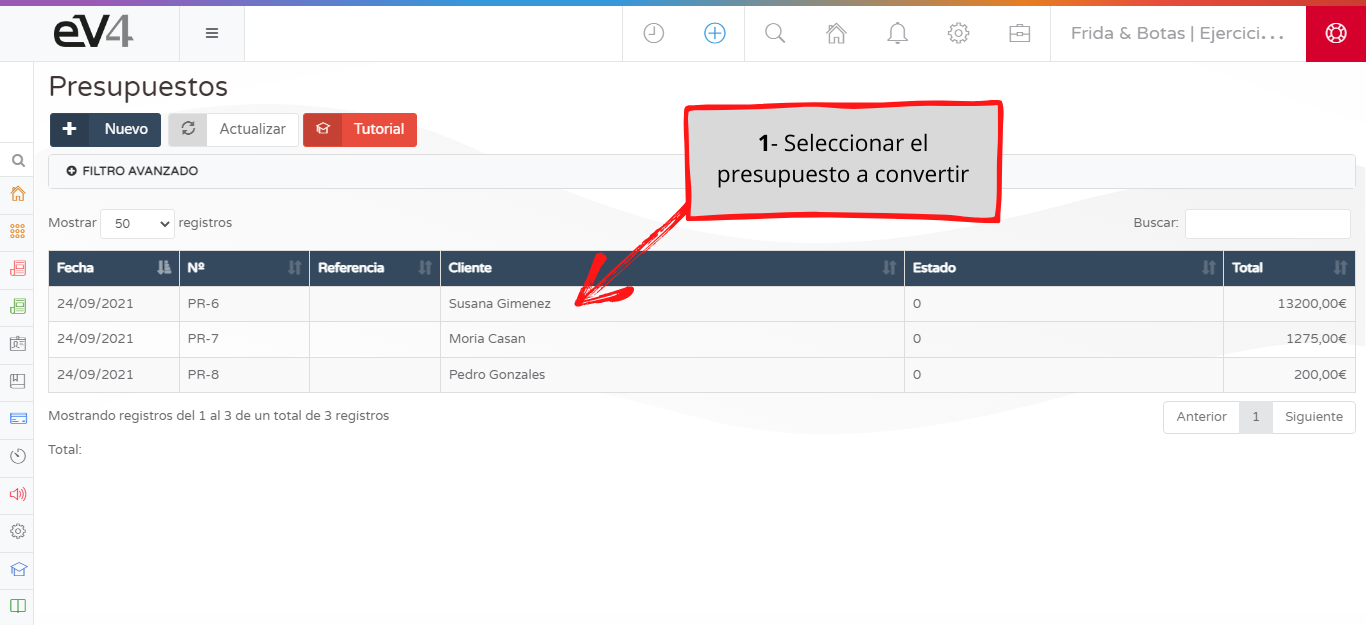 eV4
Frida & Botas | Ejercici...
Presupuestos
Nuevo
Actualizar
Tutorial
1- Seleccionar el
presupuesto a convertir
FILTRO AVANZADO
Mostrar 50 registros
Buscar:
Fecha Nº Referencia Cliente Estado Total
24/09/2021 PR-6 Susana Gimenez 0 13200,00€
24/09/2021 PR-7 Moria Casan 0 1275,00€
24/09/2021 PR-8 Pedro Gonzales 0 200,00€
Mostrando registros del 1 al 3 de un total de 3 registros
Anterior 1 Siguiente
Total: